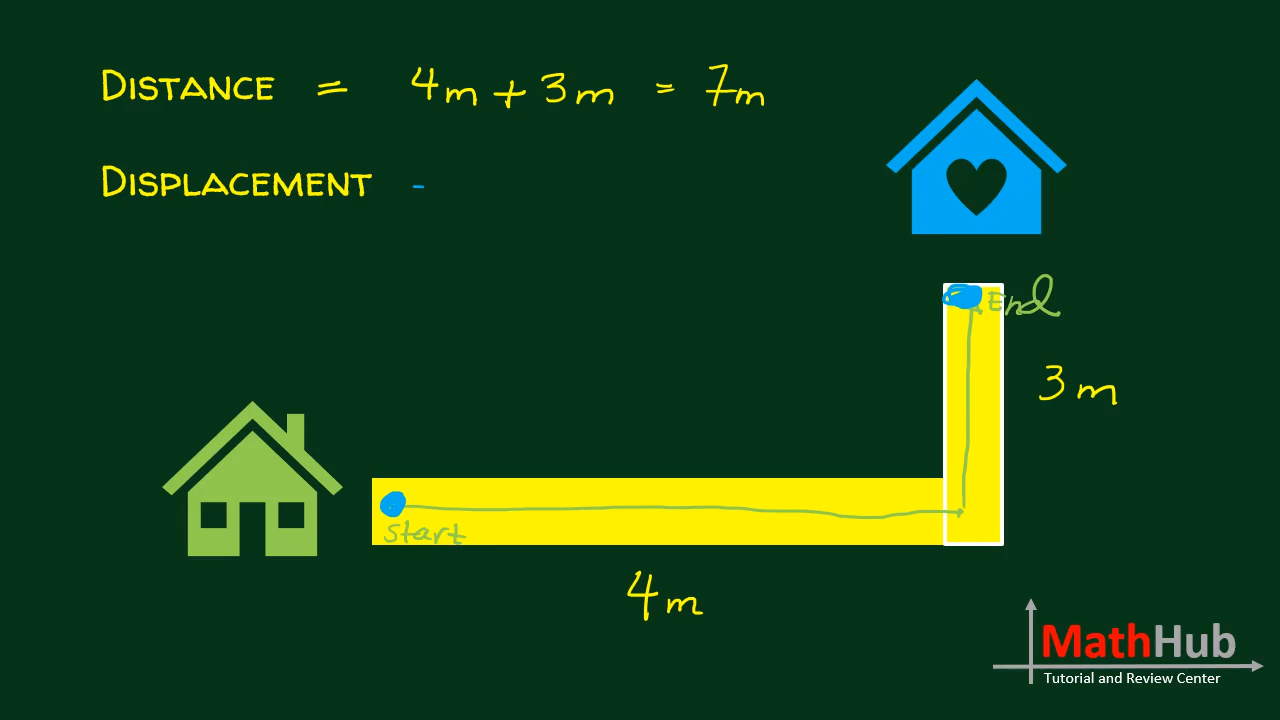 DISTANCE = 4m + 3m = 7m
DISPLACEMENT -
End
3m
Start
4m
MathHub
Tutorial and Review Center